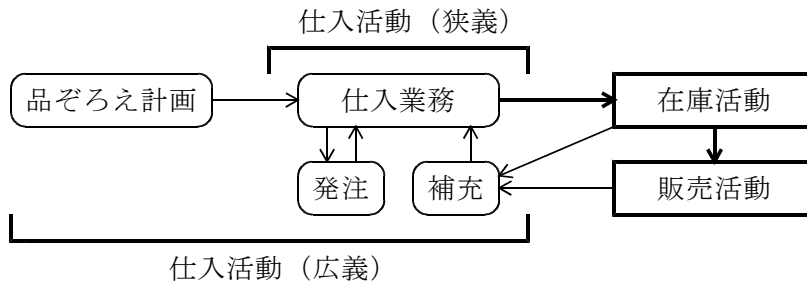 仕入活動（狭義）
品ぞろえ計画
仕入業務
在庫活動
発注
補充
販売活動
仕入活動（広義）